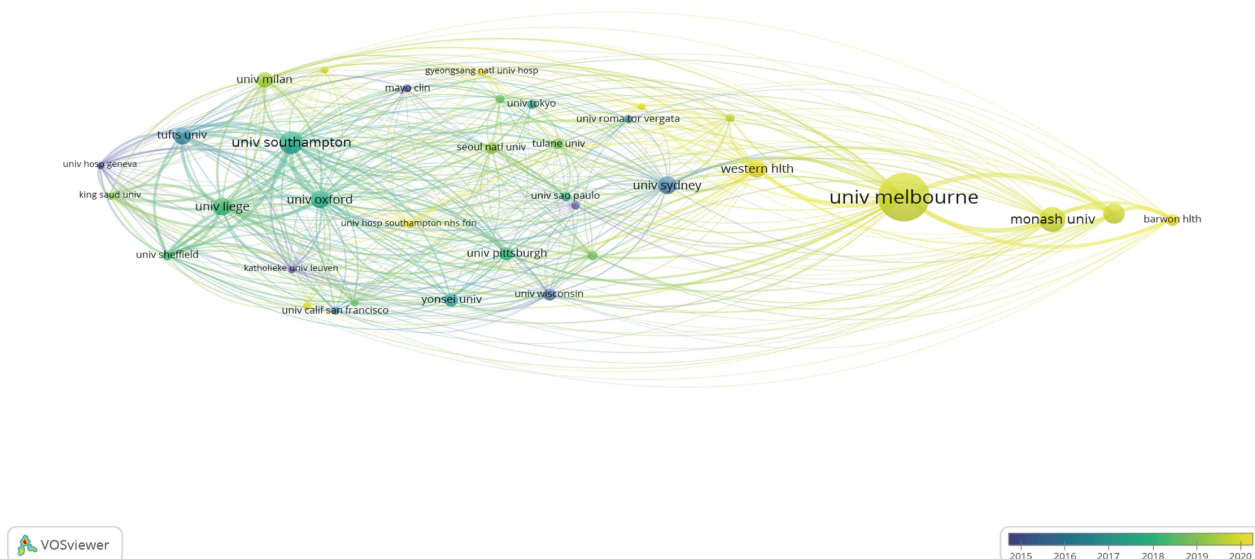 univ milan
gyeongsang natl univ hosp
mayo clin
univ tokyo
univ roma tor vergata
tufts univ
univ southampton
seoul natl univ
tulane univ
univ hosp geneva
western hlth
king saud univ
univ sydney
univ liege
univ oxford
univ sao paulo
univ melbourne
univ hosp southampton nhs fdn
monash univ
barwon hlth
univ sheffield
univ pittsburgh
katholieke univ leuven
univ wisconsin
yonsei univ
univ calif san francisco
VOSviewer
2015 2016 2017 2018 2019 2020